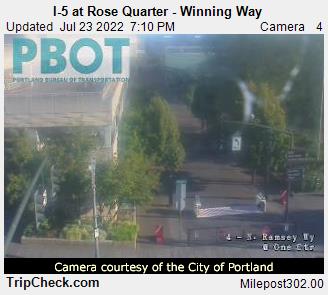 I-5 at Rose Quarter - Winning Way
Updated Jul 23 2022 7:10 PM Camera 4
PBOT
PORTLAND BUREAU OF TRANSPORTATION
4 - N. Ramsey Wy
@ One Ctr
Camera courtesy of the City of Portland
TripCheck.com Milepost302.00